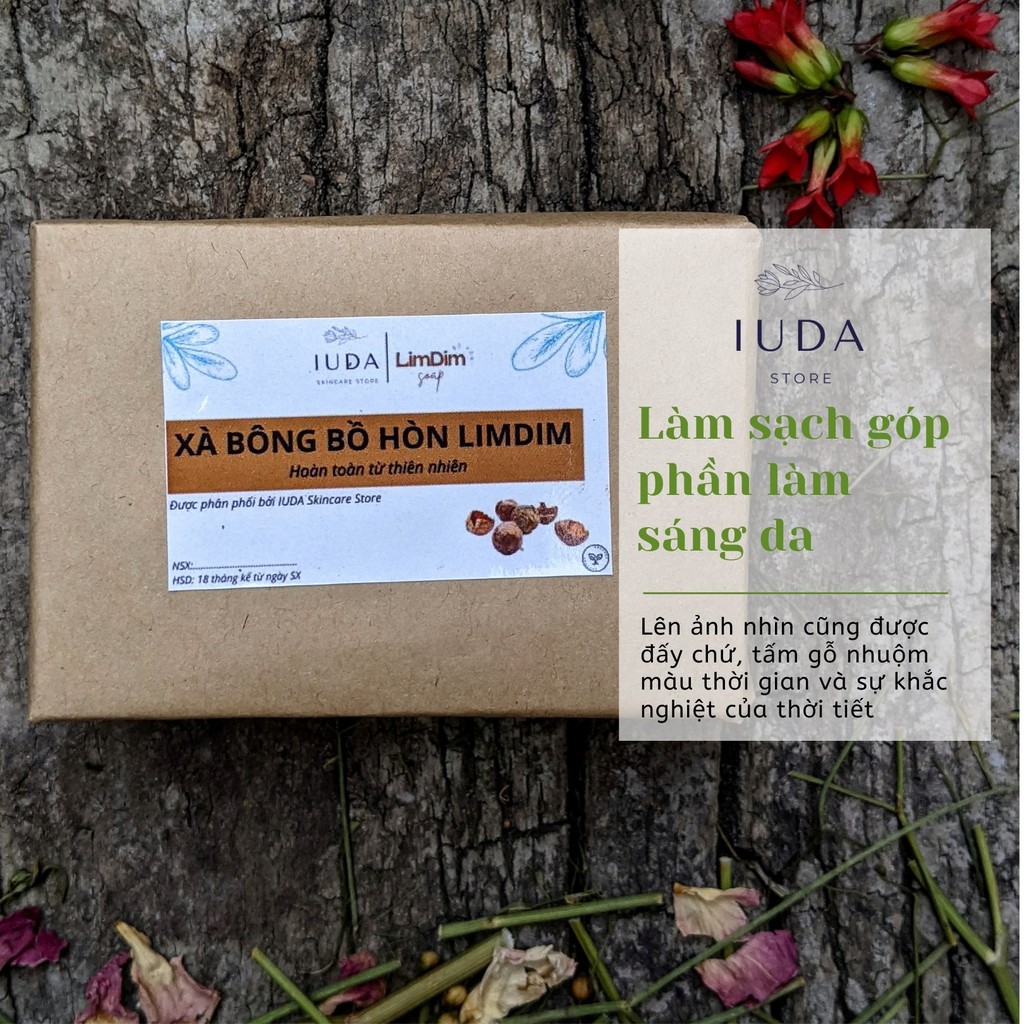 IUDA
SKINCARE STORE
LimDim
soap
XÀ BÔNG BỒ HÒN LIMDIM
Hoàn toàn từ thiên nhiên
Được phân phối bởi IUDA Skincare Store
NSX:................................
HSD: 18 tháng kể từ ngày SX
IUDA
STORE
Làm sạch góp
phần làm
sáng da
Lên ảnh nhìn cũng được
đấy chứ, tấm gỗ nhuộm
màu thời gian và sự khắc
nghiệt của thời tiết